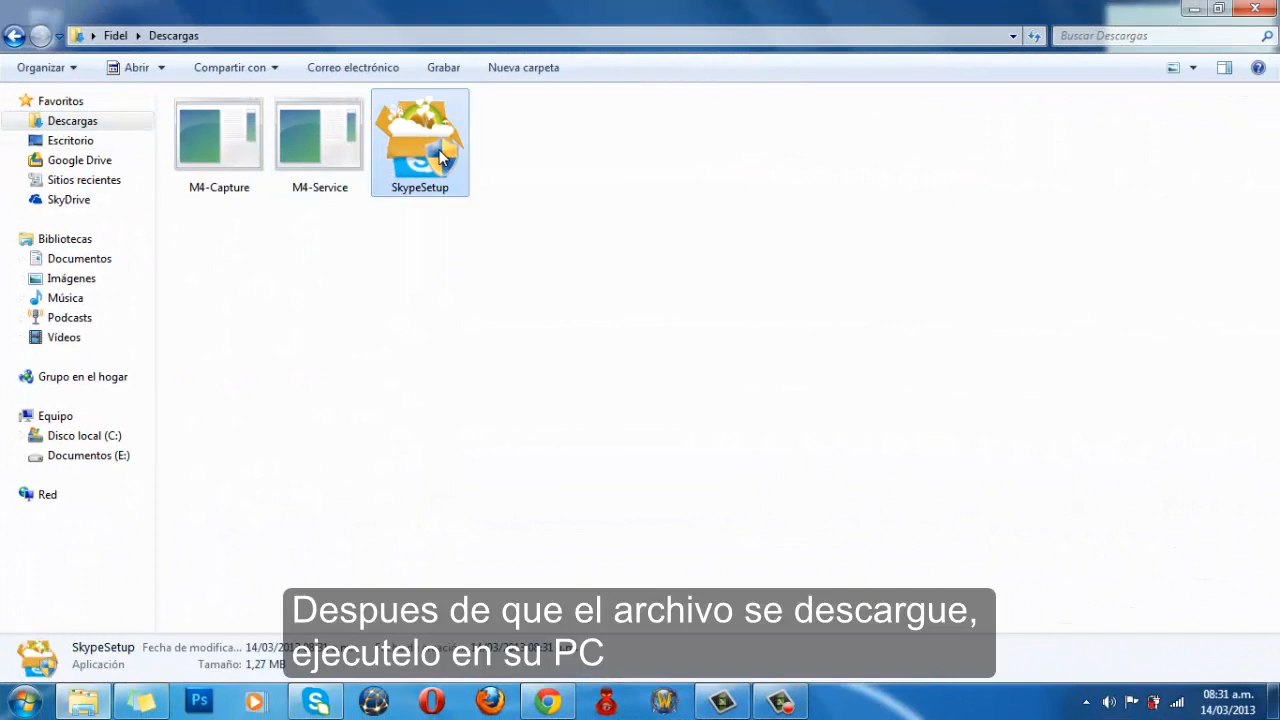 Fidel Descargas
Buscar Descargas
Organizar Abrir Compartir con Correo electrónico Grabar Nueva carpeta
Favoritos
Descargas
Escritorio
Google Drive
Sitios recientes
SkyDrive
Bibliotecas
Documentos
Imágenes
Música
Podcasts
Vídeos
Grupo en el hogar
Equipo
Disco local (C:)
Documentos (E:)
Red
M4-Capture M4-Service SkypeSetup
Despues de que el archivo se descargue,
ejecutelo en su PC
SkypeSetup Fecha de modifica... 14/03/2013 08:31 a.m.
Aplicación Tamaño: 1,27 MB
Ps
08:31 a.m.
14/03/2013